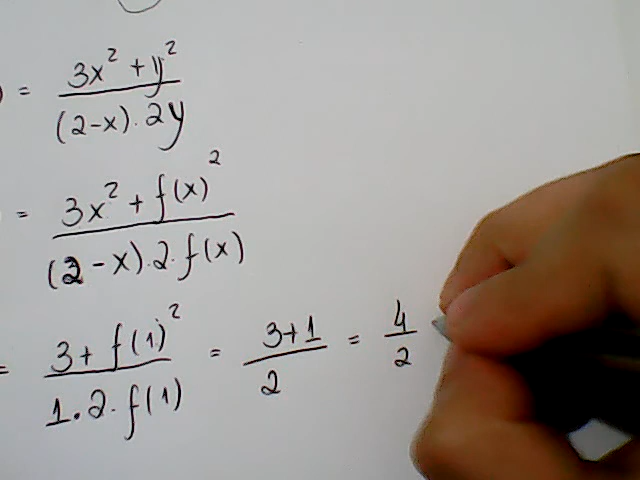 ) = (3x² + y²) / ((2-x) . 2y)
= (3x² + f(x)²) / ((2-x) . 2 . f(x))
= (3 + f(1)²) / (1 . 2 . f(1)) = (3+1) / 2 = 4 / 2